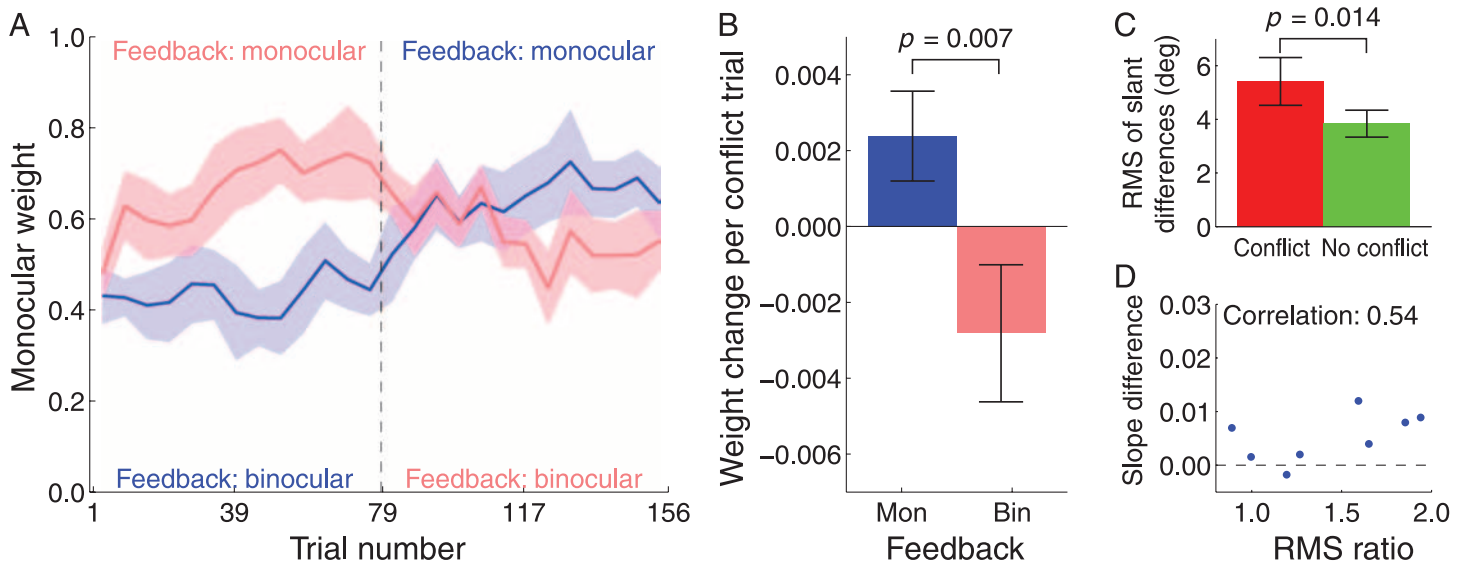 A
Monocular weight
1.0
0.8
0.6
0.4
0.2
0.0
Feedback: monocular
Feedback: monocular
Feedback: binocular
Feedback: binocular
1
39
79
117
156
Trial number
B
p = 0.007
Weight change per conflict trial
0.004
0.002
0.000
−0.002
−0.004
−0.006
Mon
Bin
Feedback
C
p = 0.014
RMS of slant
differences (deg)
6
4
2
0
Conflict
No conflict
D
Correlation: 0.54
Slope difference
0.03
0.02
0.01
0.00
1.0
1.5
2.0
RMS ratio